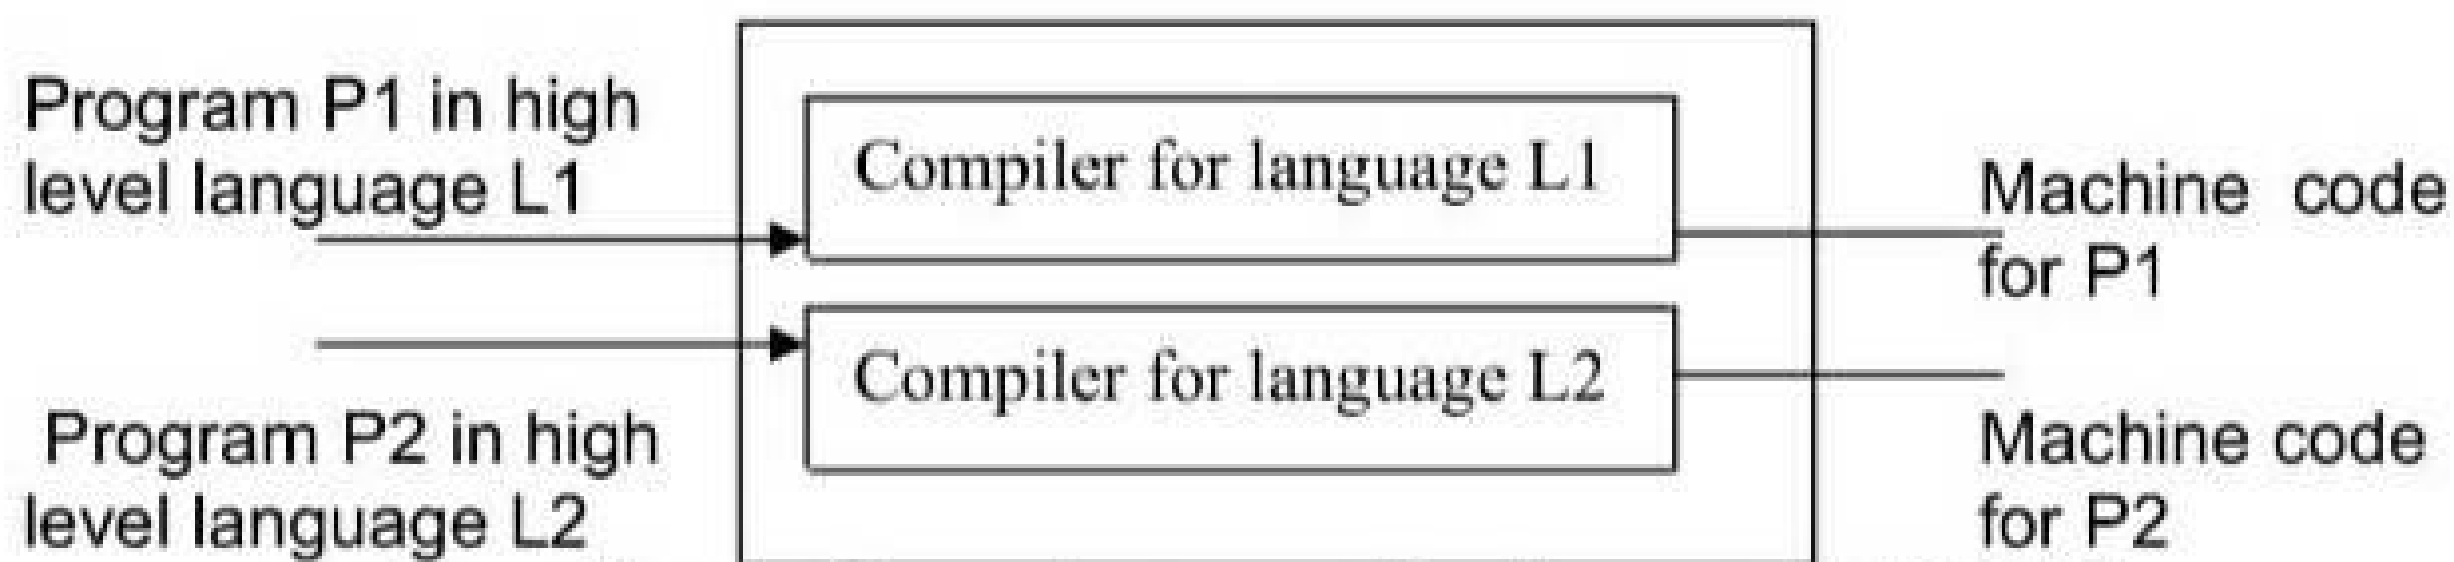 Program P1 in high
level language L1
Compiler for language L1
Machine code
for P1
Program P2 in high
level language L2
Compiler for language L2
Machine code
for P2